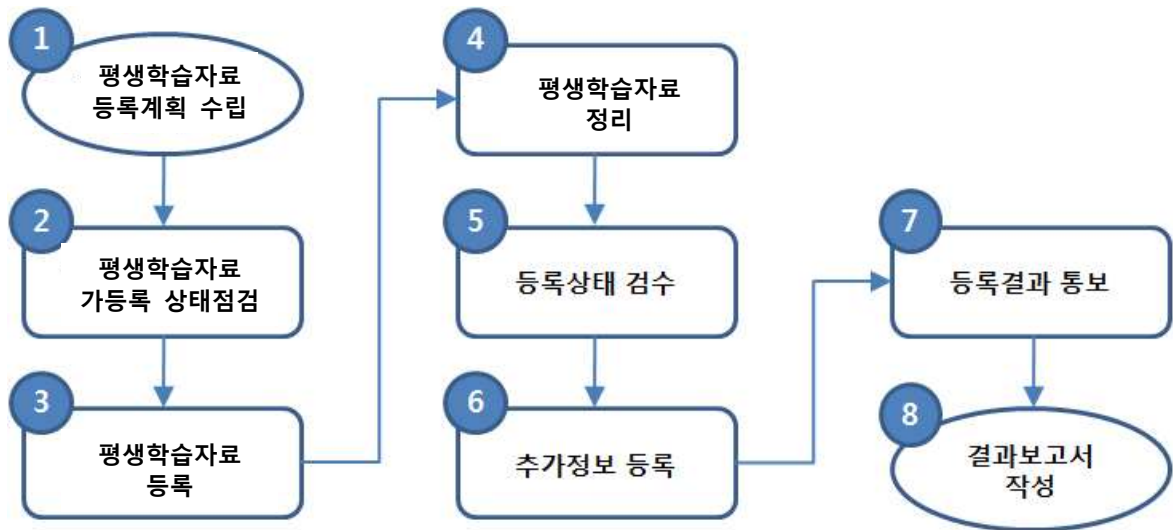 1
평생학습자료
등록계획 수립
2
평생학습자료
가등록 상태점검
3
평생학습자료
등록
4
평생학습자료
정리
5
등록상태 검수
6
추가정보 등록
7
등록결과 통보
8
결과보고서
작성